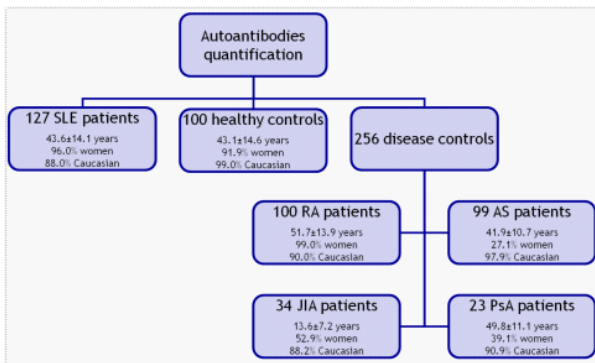 Autoantibodies
quantification
127 SLE patients
43.6±14.1 years
96.0% women
88.0% Caucasian
100 healthy controls
43.1±14.6 years
91.9% women
99.0% Caucasian
256 disease controls
100 RA patients
51.7±13.9 years
99.0% women
90.0% Caucasian
99 AS patients
41.9±10.7 years
27.1% women
97.9% Caucasian
34 JIA patients
13.6±7.2 years
52.9% women
88.2% Caucasian
23 PsA patients
49.8±11.1 years
39.1% women
90.9% Caucasian